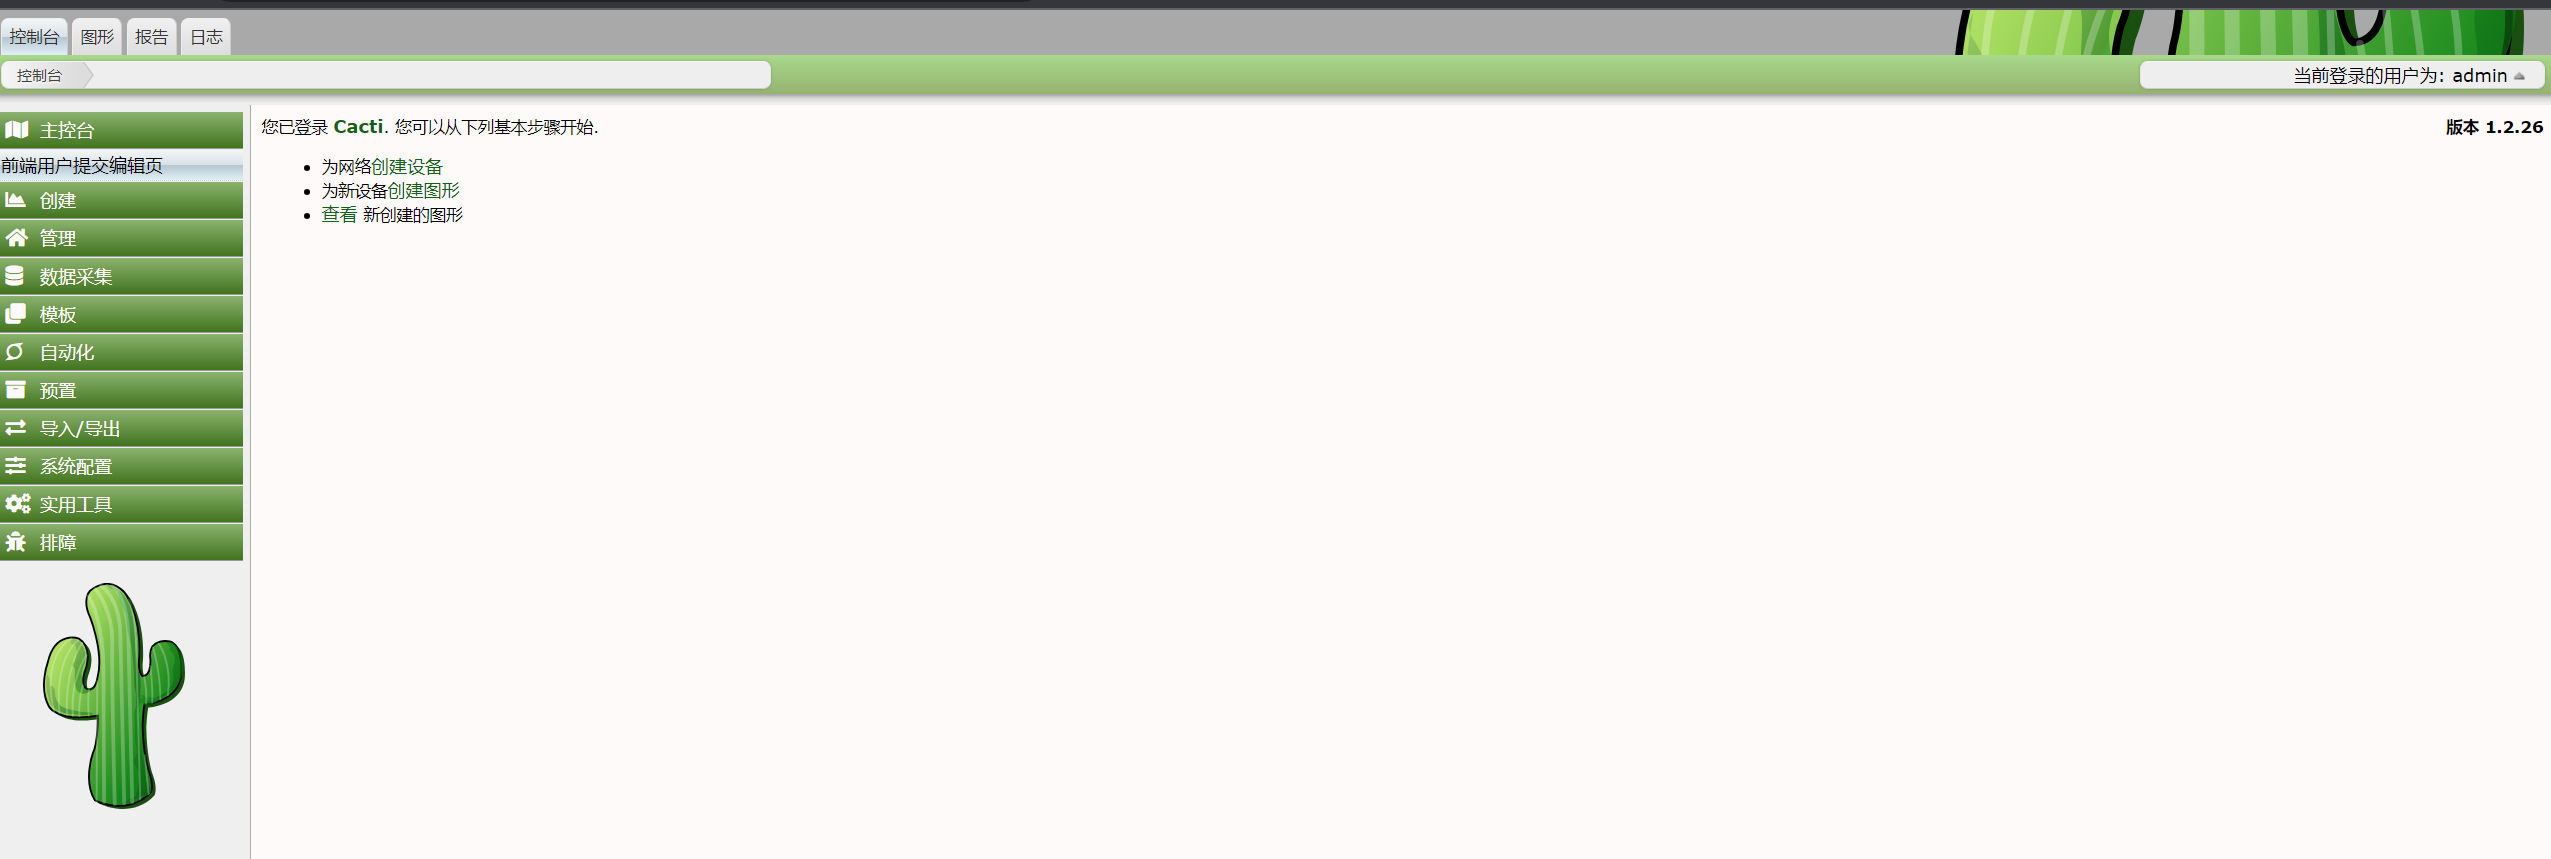 控制台 图形 报告 日志
控制台
当前登录的用户为: admin
主控台
前端用户提交编辑页
创建
管理
数据采集
模板
自动化
预置
导入/导出
系统配置
实用工具
排障
您已登录 Cacti. 您可以从下列基本步骤开始.
版本 1.2.26
为网络创建设备
为新设备创建图形
查看 新创建的图形